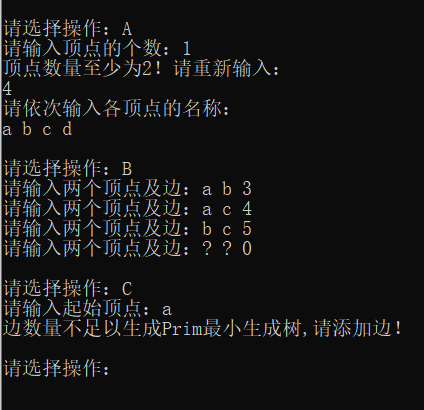 请选择操作：A
请输入顶点的个数：1
顶点数量至少为2！请重新输入：
4
请依次输入各顶点的名称：
a b c d
请选择操作：B
请输入两个顶点及边：a b 3
请输入两个顶点及边：a c 4
请输入两个顶点及边：b c 5
请输入两个顶点及边：? ? 0
请选择操作：C
请输入起始顶点：a
边数量不足以生成Prim最小生成树,请添加边！
请选择操作：